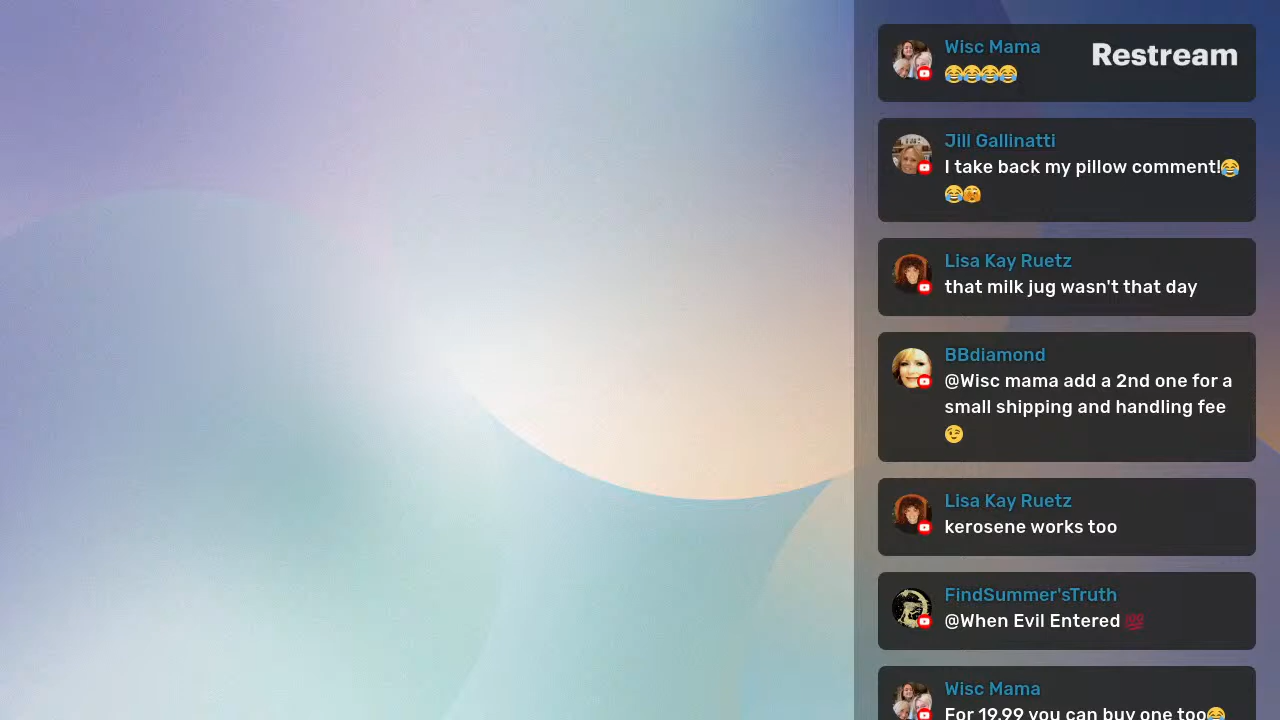 Wisc Mama
Restream
😂😂😂😂
Jill Gallinatti
I take back my pillow comment!😂
😂🫣
Lisa Kay Ruetz
that milk jug wasn't that day
BBdiamond
@Wisc mama add a 2nd one for a
small shipping and handling fee
😉
Lisa Kay Ruetz
kerosene works too
FindSummer'sTruth
@When Evil Entered 💯
Wisc Mama
For 19.99 you can buy one too😂